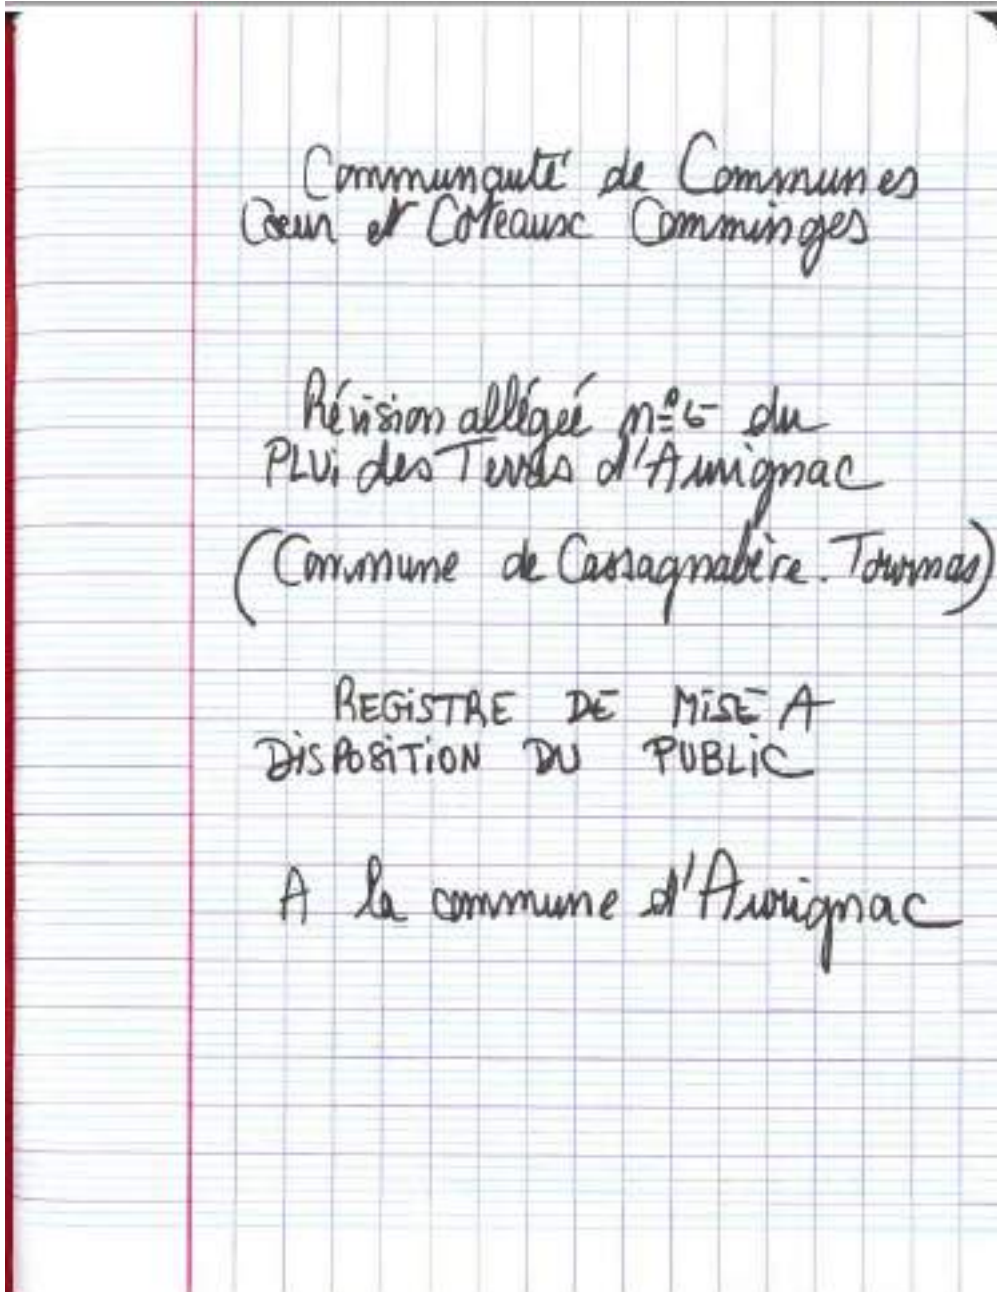 Communauté de Communes
Coeur et Coteaux Comminges
Révision allégée n°5 du
PLUi des Terres d'Aurignac
(Commune de Cassagnabère. Tournas)
REGISTRE DE MISE A
DISPOSITION DU PUBLIC
A la commune d'Aurignac